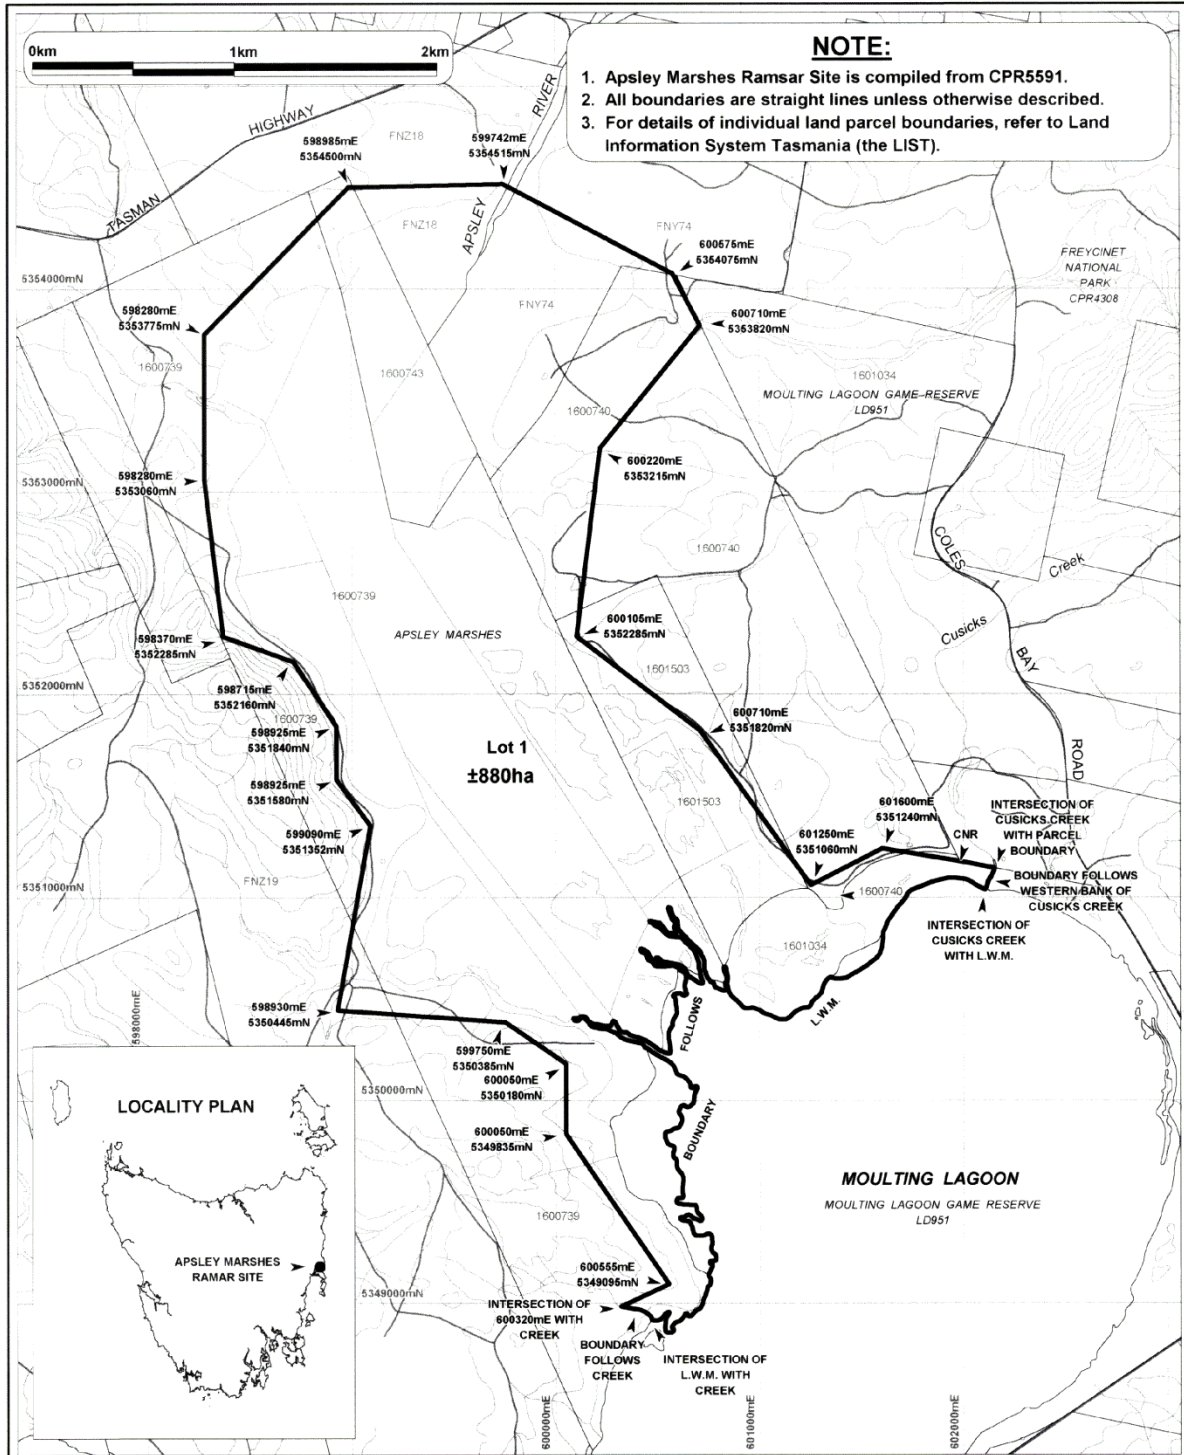 0km 1km 2km
NOTE:
1. Apsley Marshes Ramsar Site is compiled from CPR5591.
2. All boundaries are straight lines unless otherwise described.
3. For details of individual land parcel boundaries, refer to Land
Information System Tasmania (the LIST).
TASMAN
HIGHWAY
FNZ18
598985mE
5354500mN
599742mE
5354515mN
APSLEY
RIVER
FNZ18
FNY74
600575mE
5354075mN
FREYCINET
NATIONAL
PARK
CPR4308
5354000mN
FNY74
598280mE
5353775mN
600710mE
5353820mN
1600739
1600743
1601034
MOULTING LAGOON GAME RESERVE
LD951
1600740
600220mE
5353215mN
598280mE
5353060mN
5353000mN
1600740
COLES
Creek
Cusicks
BAY
ROAD
1600739
APSLEY MARSHES
600105mE
5352285mN
598370mE
5352285mN
1601503
5352000mN
598715mE
5352160mN
1600739
598925mE
5351840mN
600710mE
5351820mN
Lot 1
±880ha
598925mE
5351580mN
1601503
599090mE
5351352mN
601250mE
5351060mN
601600mE
5351240mN
CNR
INTERSECTION OF
CUSICKS CREEK
WITH PARCEL
BOUNDARY
FNZ19
5351000mN
1600740
BOUNDARY FOLLOWS
WESTERN BANK OF
CUSICKS CREEK
INTERSECTION OF
CUSICKS CREEK
WITH L.W.M.
1601034
L.W.M.
FOLLOWS
BOUNDARY
598000mE
598930mE
5350445mN
599750mE
5350385mN
600050mE
5350180mN
5350000mN
600050mE
5349835mN
LOCALITY PLAN
APSLEY MARSHES
RAMAR SITE
MOULTING LAGOON
MOULTING LAGOON GAME RESERVE
LD951
1600739
600555mE
5349095mN
5349000mN
INTERSECTION OF
600320mE WITH
CREEK
BOUNDARY
FOLLOWS
CREEK
INTERSECTION OF
L.W.M. WITH
CREEK
600000mE
601000mE
602000mE